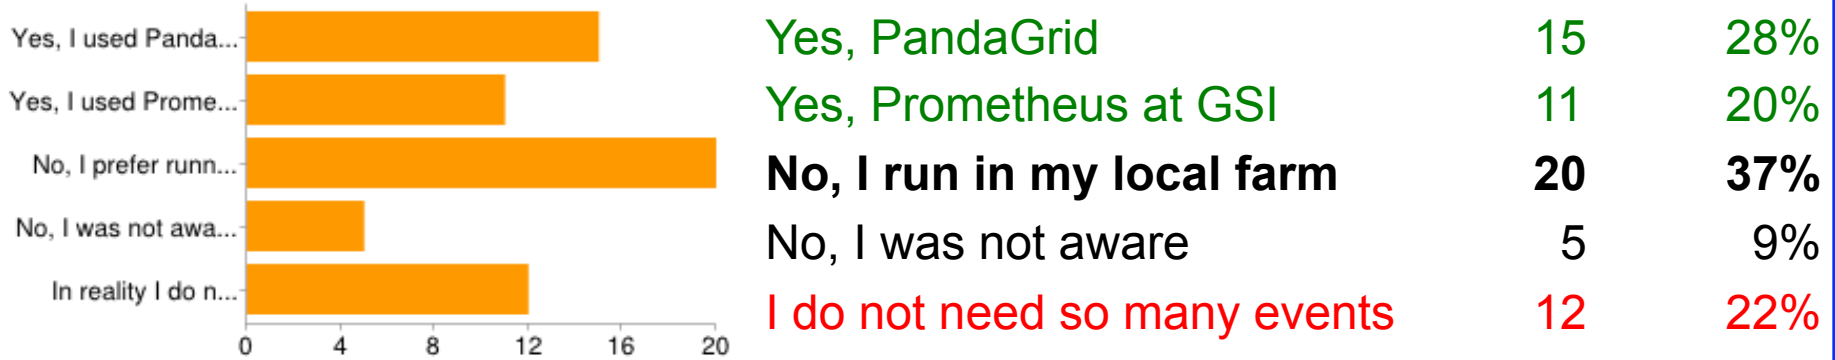 Yes, I used Panda... Yes, PandaGrid 15 28%
Yes, I used Prome... Yes, Prometheus at GSI 11 20%
No, I prefer runn... No, I run in my local farm 20 37%
No, I was not awa... No, I was not aware 5 9%
In reality I do n... I do not need so many events 12 22%
0 4 8 12 16 20